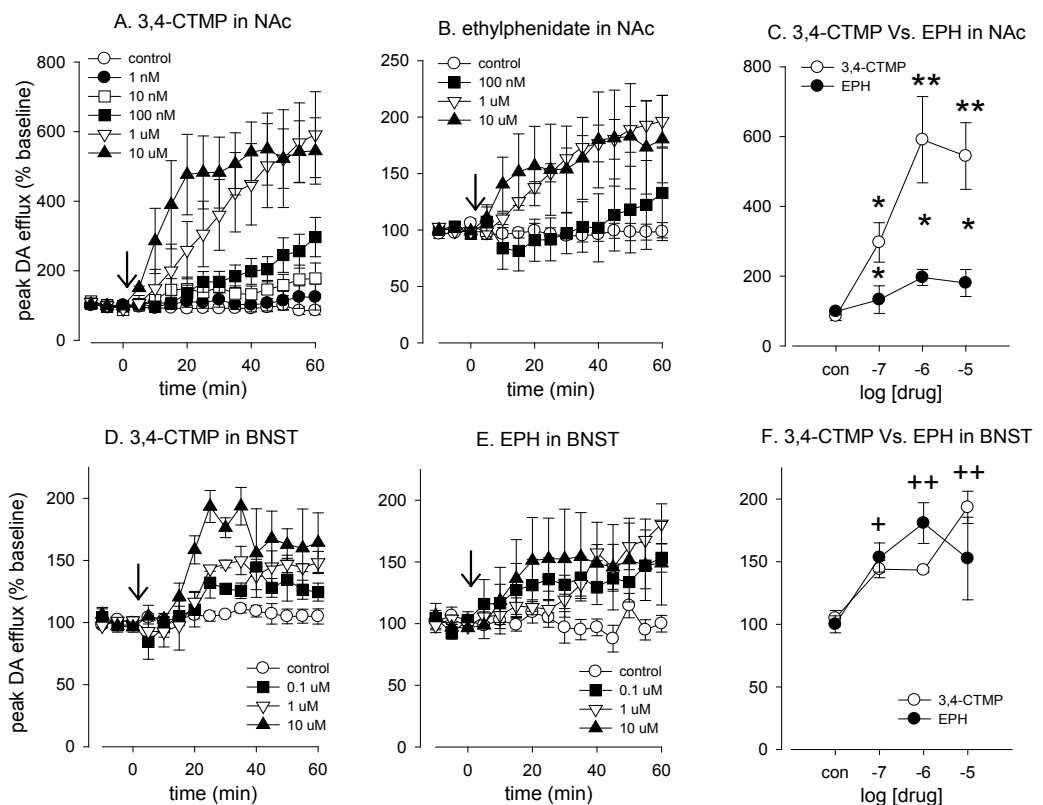 A. 3,4-CTMP in NAc
peak DA efflux (% baseline)
800
600
400
200
0
control
1 nM
10 nM
100 nM
1 uM
10 uM
0
20
40
60
time (min)
B. ethylphenidate in NAc
250
200
150
100
50
0
control
100 nM
1 uM
10 uM
0
20
40
60
time (min)
C. 3,4-CTMP Vs. EPH in NAc
800
600
400
200
0
3,4-CTMP
EPH
**
**
*
*
*
*
con
-7
-6
-5
log [drug]
D. 3,4-CTMP in BNST
peak DA efflux (% baseline)
200
150
100
50
0
control
0.1 uM
1 uM
10 uM
0
20
40
60
time (min)
E. EPH in BNST
200
150
100
50
0
control
0.1 uM
1 uM
10 uM
0
20
40
60
time (min)
F. 3,4-CTMP Vs. EPH in BNST
200
150
100
50
0
++
++
+
3,4-CTMP
EPH
con
-7
-6
-5
log [drug]